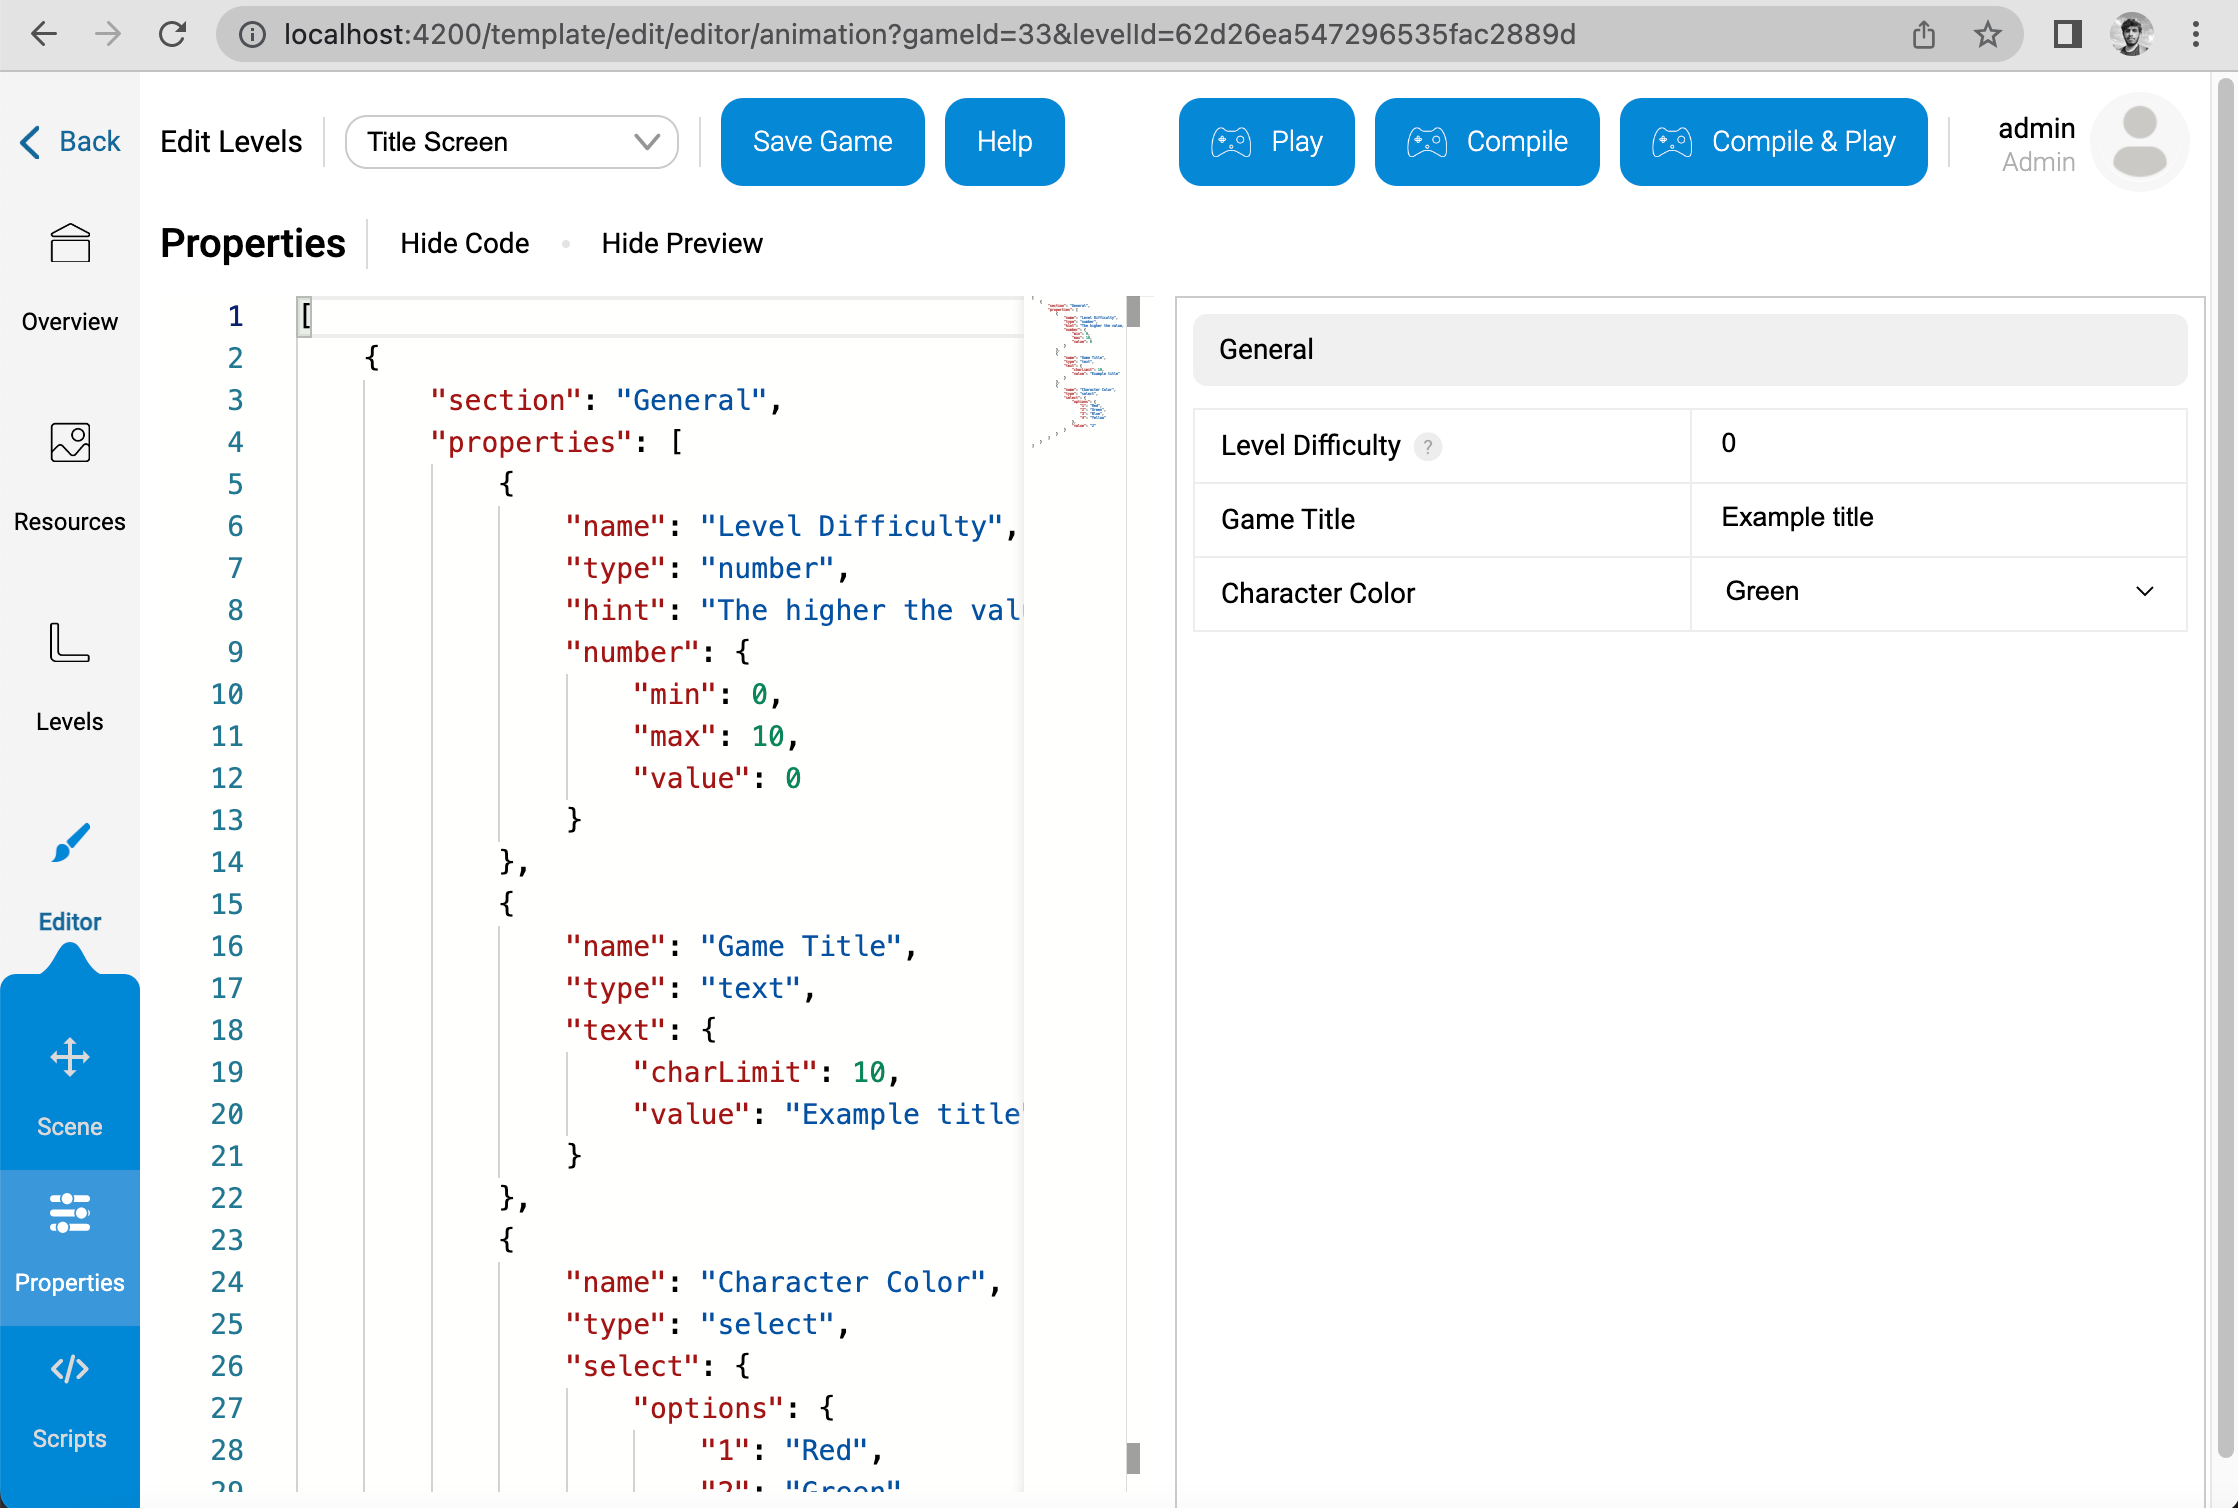 localhost:4200/template/edit/editor/animation?gameId=33&levelId=62d26ea547296535fac2889d
Back
Edit Levels
Title Screen
Save Game
Help
Play
Compile
Compile & Play
admin
Admin
Overview
Resources
Levels
Editor
Scene
Properties
Scripts
Properties
Hide Code
Hide Preview
1 [
2 {
3 "section": "General",
4 "properties": [
5 {
6 "name": "Level Difficulty",
7 "type": "number",
8 "hint": "The higher the val
9 "number": {
10 "min": 0,
11 "max": 10,
12 "value": 0
13 }
14 },
15 {
16 "name": "Game Title",
17 "type": "text",
18 "text": {
19 "charLimit": 10,
20 "value": "Example title"
21 }
22 },
23 {
24 "name": "Character Color",
25 "type": "select",
26 "select": {
27 "options": {
28 "1": "Red",
29 "2": "Green"
General
Level Difficulty ?
0
Game Title
Example title
Character Color
Green